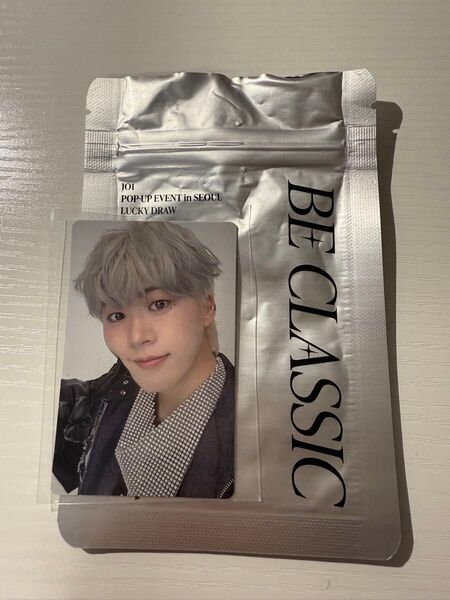 JO1
POP-UP EVENT in SEOUL
LUCKY DRAW
BE CLASSIC